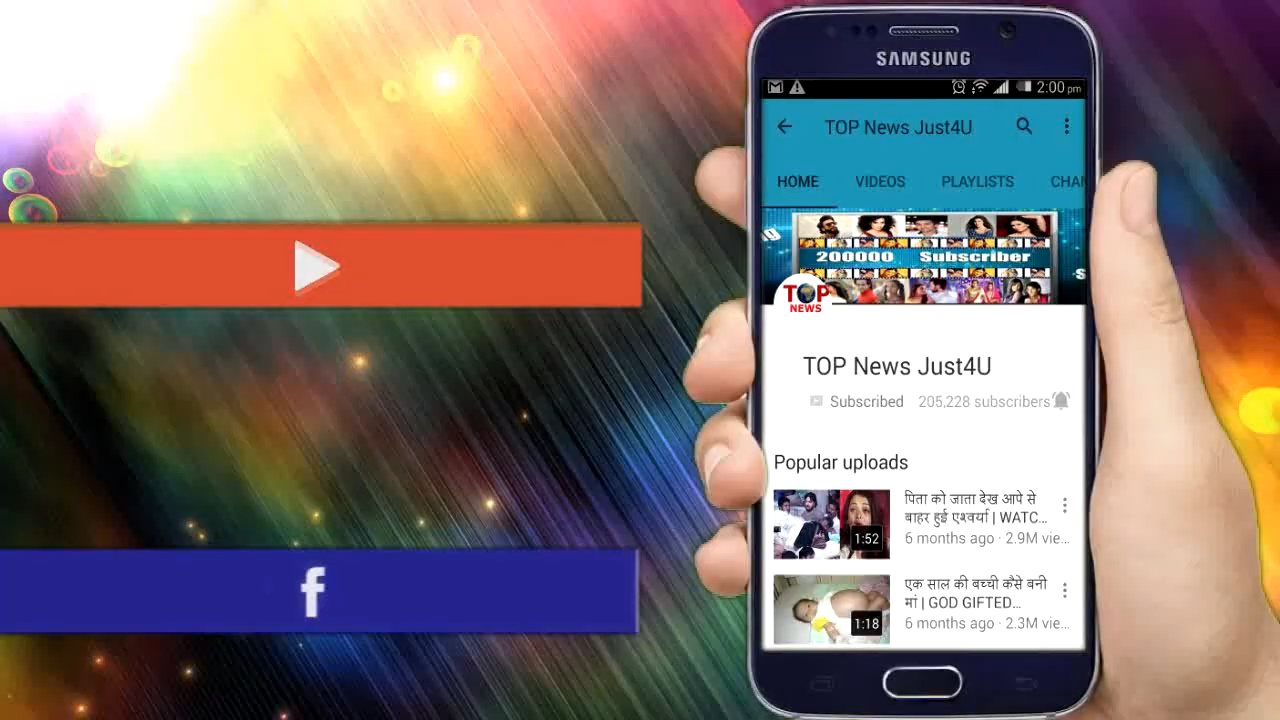 SAMSUNG
2:00 pm
TOP News Just4U
HOME VIDEOS PLAYLISTS CHAN
200000 Subscriber
TOP
NEWS
TOP News Just4U
Subscribed 205,228 subscribers
Popular uploads
पिता को जाता देख आपे से
बाहर हुई एश्वर्या | WATC...
1:52
6 months ago · 2.9M vie...
एक साल की बच्ची कैसे बनी
मां | GOD GIFTED...
1:18
6 months ago · 2.3M vie...
f